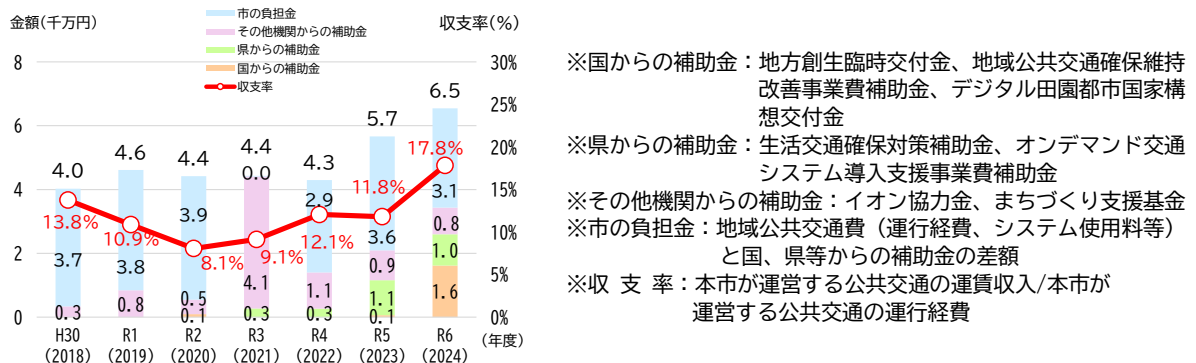 金額(千万円)
収支率(%)
市の負担金
その他機関からの補助金
県からの補助金
国からの補助金
収支率
8
6
4
2
0
30%
25%
20%
15%
10%
5%
0%
4.0
4.6
4.4
4.4
4.3
5.7
6.5
13.8%
10.9%
8.1%
9.1%
12.1%
11.8%
17.8%
3.7
0.3
3.8
0.8
3.9
0.5
0.1
0.0
4.1
0.3
2.9
1.1
0.3
3.6
0.9
1.1
0.1
3.1
0.8
1.0
1.6
H30 R1 R2 R3 R4 R5 R6 (年度)
(2018) (2019) (2020) (2021) (2022) (2023) (2024)
※国からの補助金：地方創生臨時交付金、地域公共交通確保維持
改善事業費補助金、デジタル田園都市国家構
想交付金
※県からの補助金：生活交通確保対策補助金、オンデマンド交通
システム導入支援事業費補助金
※その他機関からの補助金：イオン協力金、まちづくり支援基金
※市の負担金：地域公共交通費（運行経費、システム使用料等）
と国、県等からの補助金の差額
※収 支 率：本市が運営する公共交通の運賃収入/本市が
運営する公共交通の運行経費